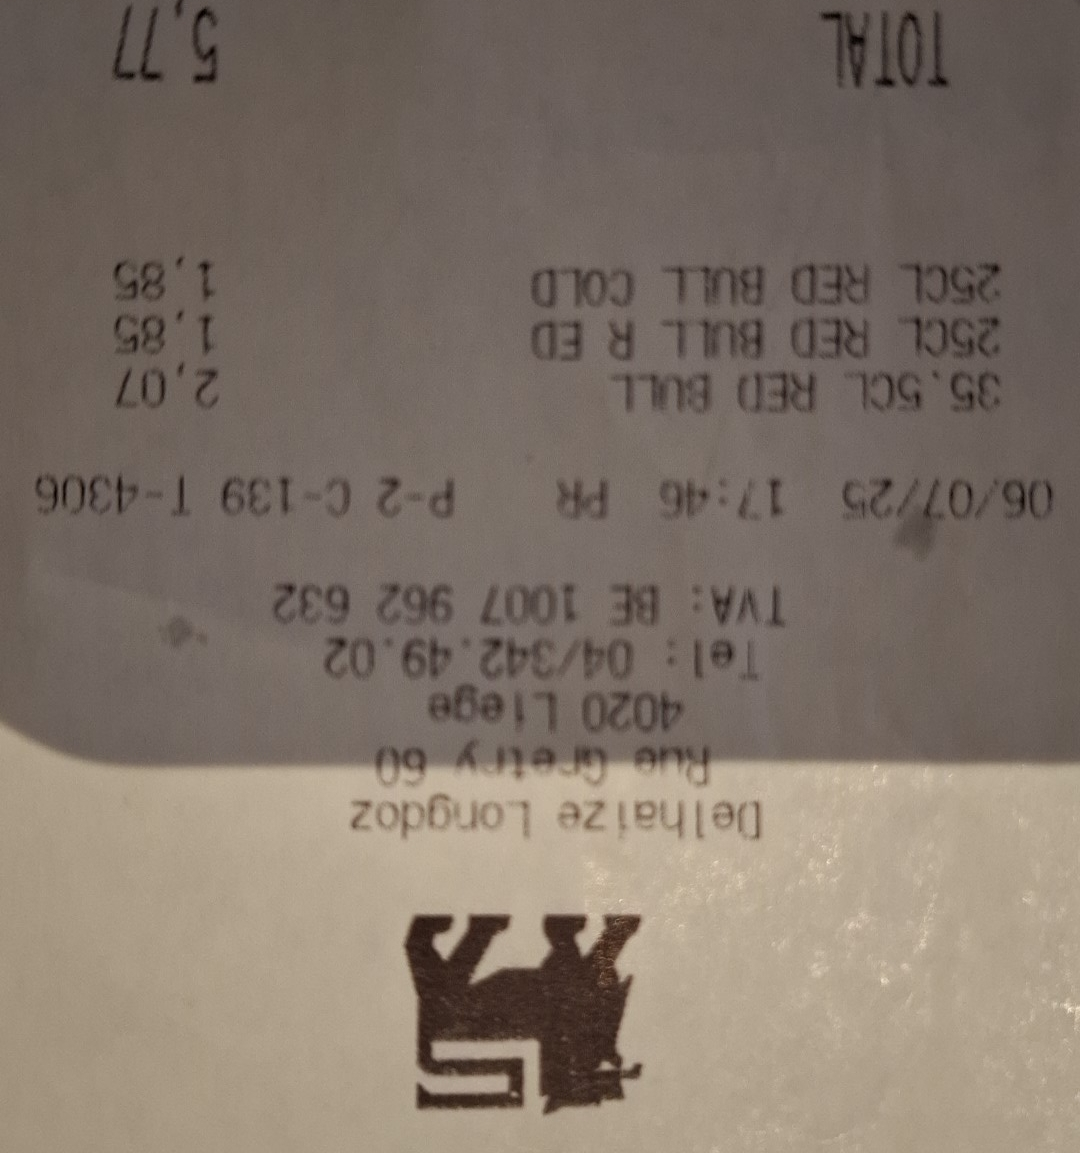 Delhaize Longdoz
Rue Gretry 60
4020 Liege
Tel: 04/342.49.02
TVA: BE 1007 962 632
06/07/25 17:46 PR P-2 C-139 T-4306
35.5CL RED BULL 2,07
25CL RED BULL R ED 1,85
25CL RED BULL COLD 1,85
TOTAL 5,77